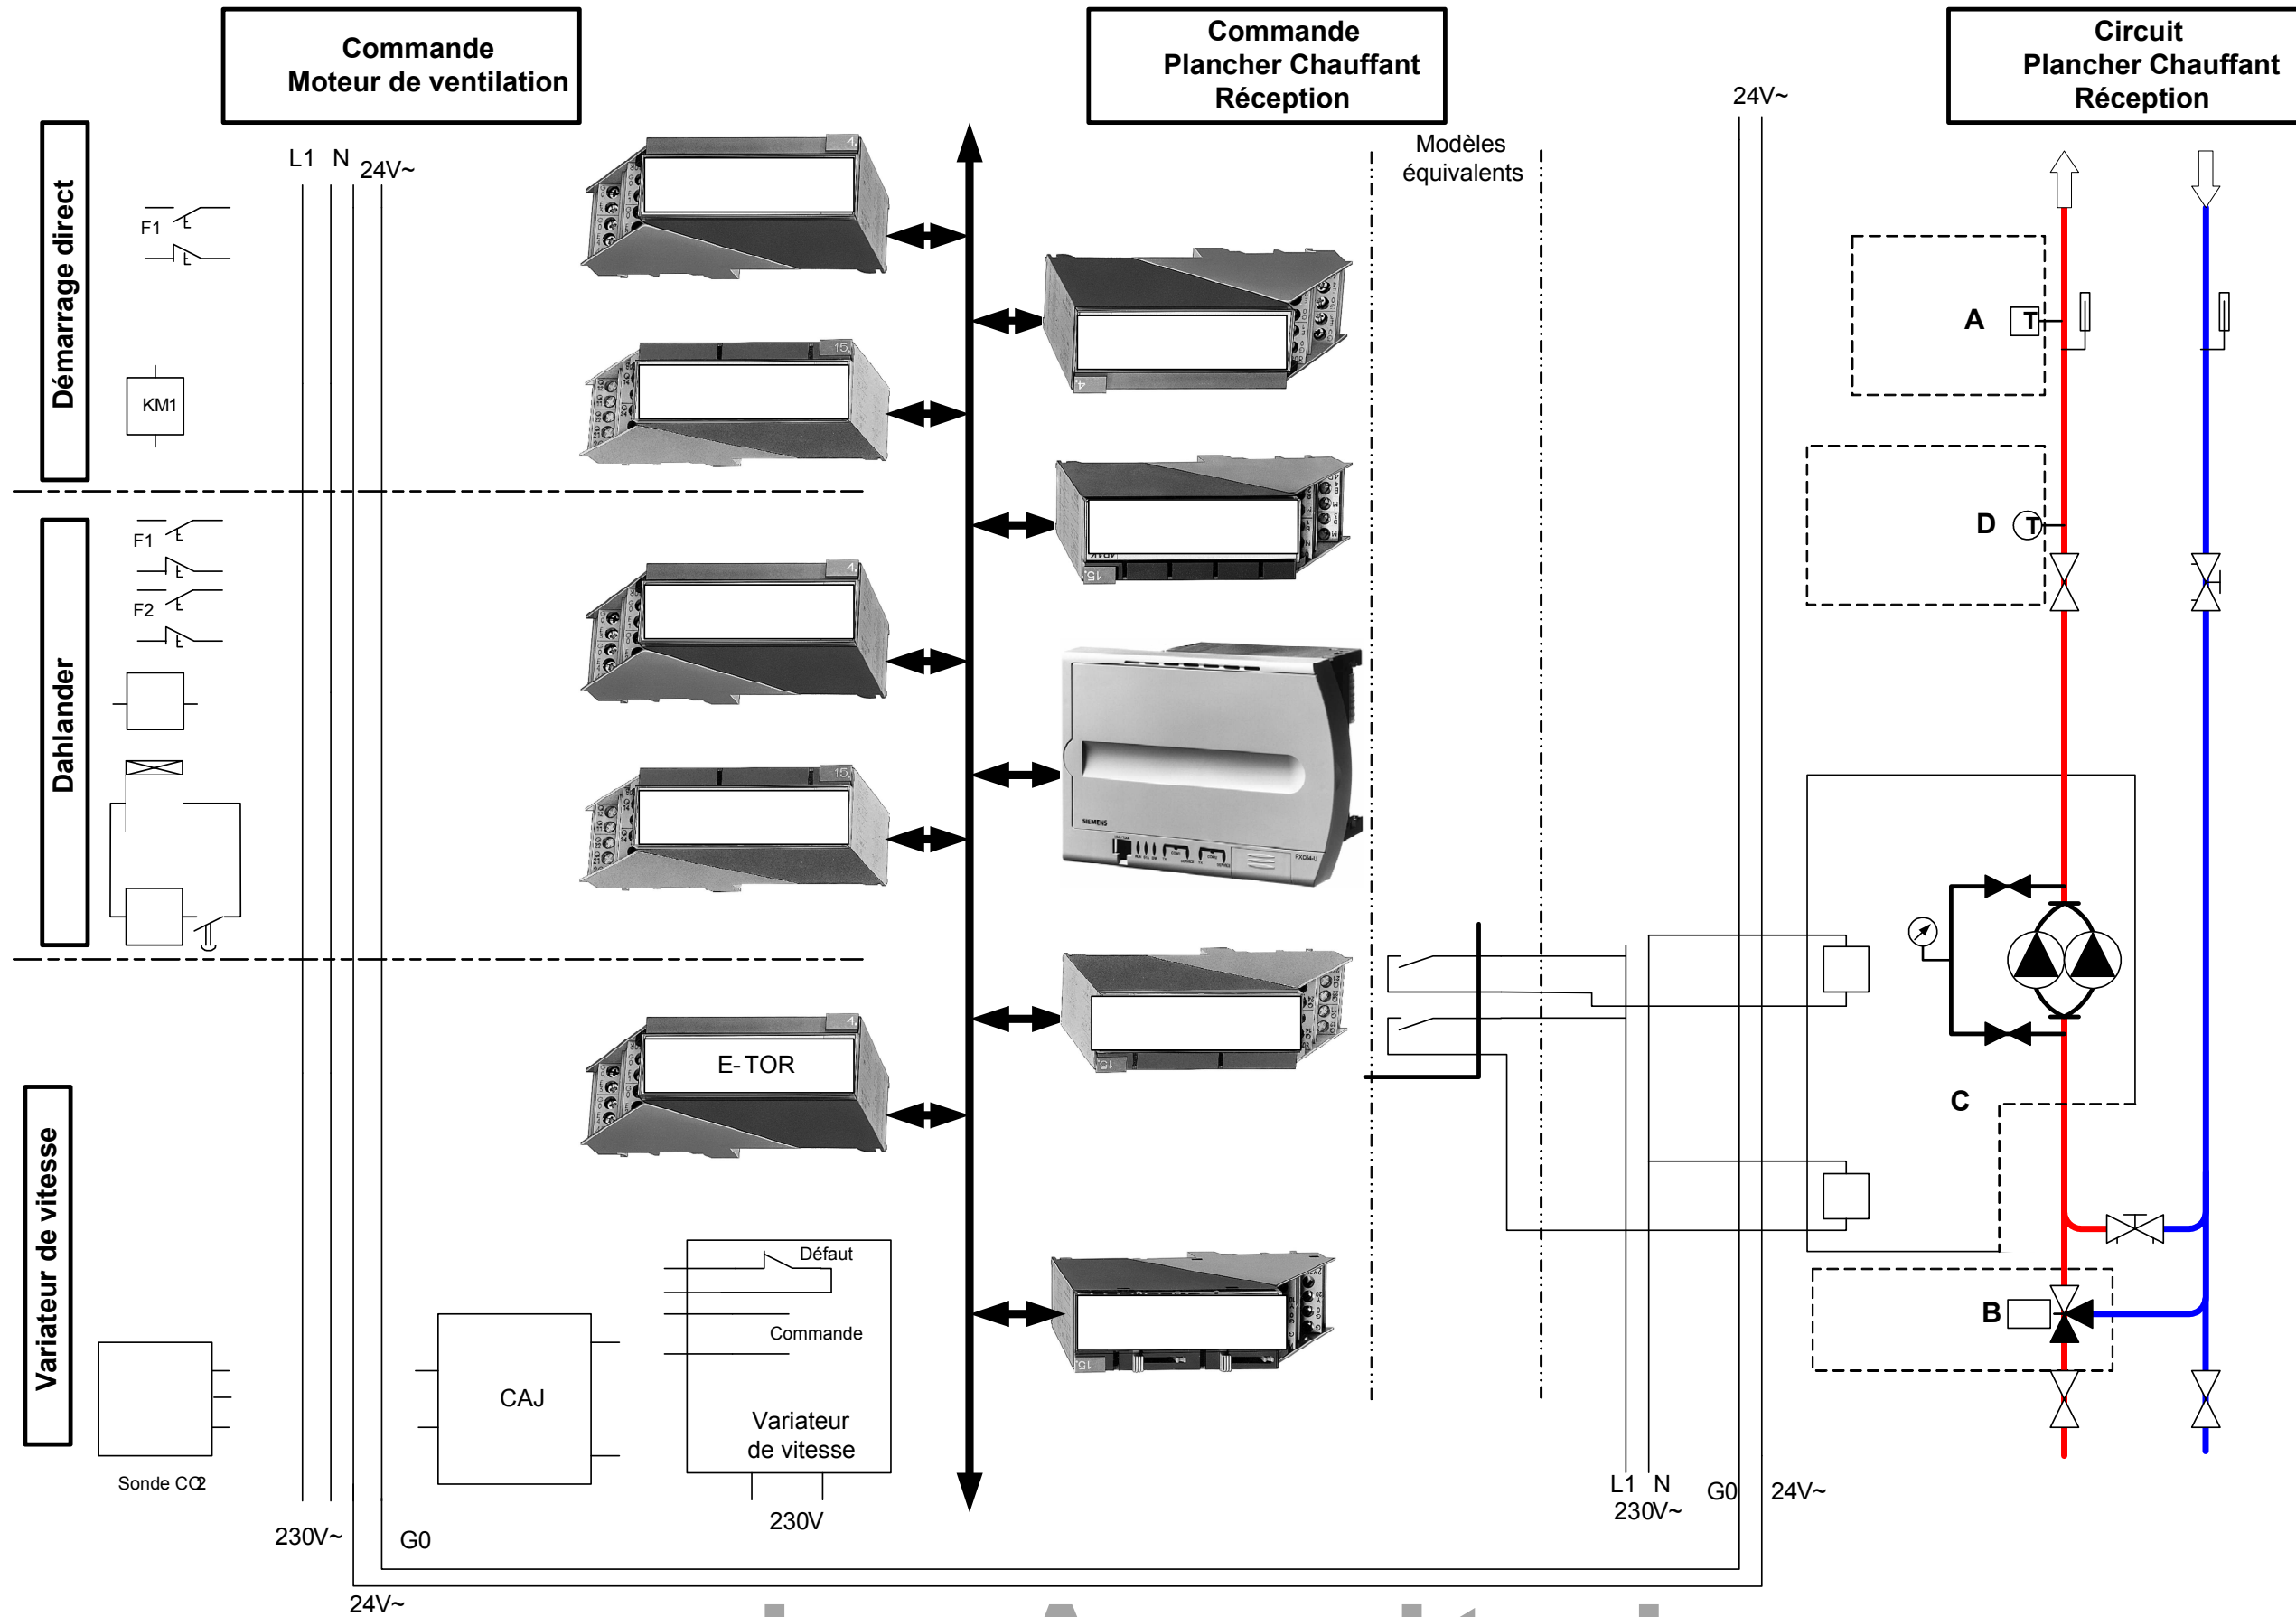 Commande
Moteur de ventilation
Commande
Plancher Chauffant
Réception
Circuit
Plancher Chauffant
Réception
Démarrage direct
L1 N 24V~
F1
KM1
Modèles
équivalents
24V~
A T
D T
Dahlander
F1
F2
SIEMENS
PXC64-U
C
B
Variateur de vitesse
E-TOR
Défaut
Commande
Variateur
de vitesse
230V
CAJ
Sonde CO2
230V~
G0
24V~
L1 N
230V~
G0
24V~